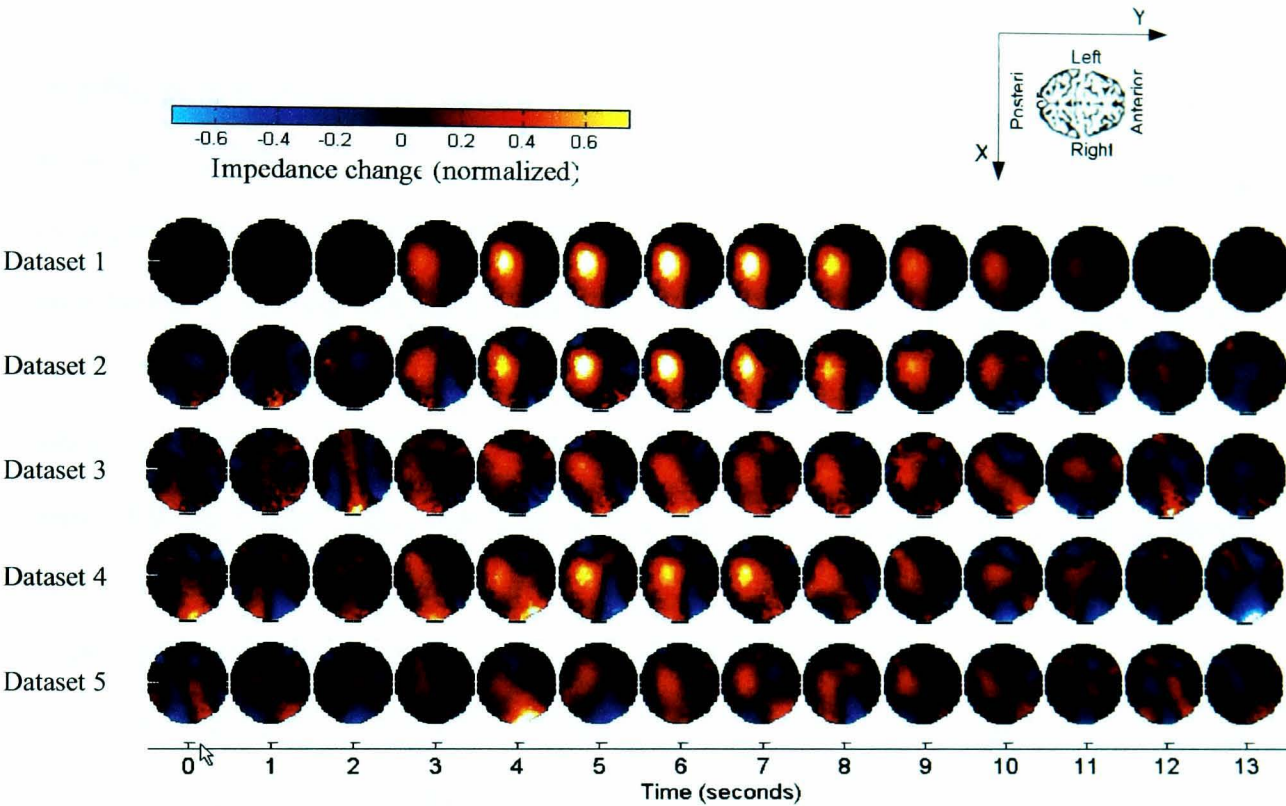 Y
Left
Posteri
Anterior
X
Right
-0.6 -0.4 -0.2 0 0.2 0.4 0.6
Impedance change (normalized)
Dataset 1
Dataset 2
Dataset 3
Dataset 4
Dataset 5
0 1 2 3 4 5 6 7 8 9 10 11 12 13
Time (seconds)